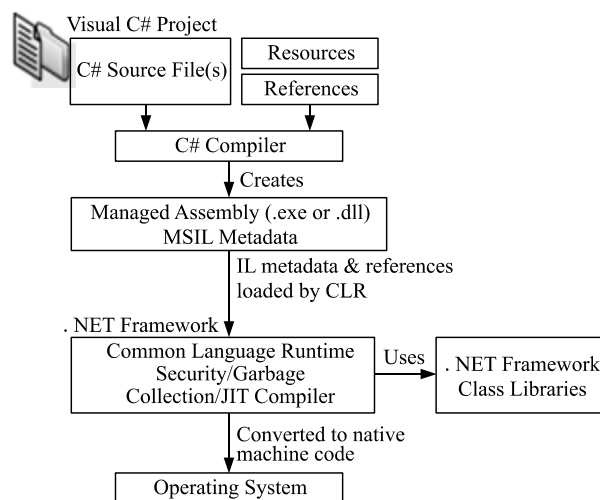 Visual C# Project
C# Source File(s)
Resources
References
C# Compiler
Creates
Managed Assembly (.exe or .dll)
MSIL Metadata
IL metadata & references
loaded by CLR
. NET Framework
Common Language Runtime
Security/Garbage
Collection/JIT Compiler
Uses
. NET Framework
Class Libraries
Converted to native
machine code
Operating System